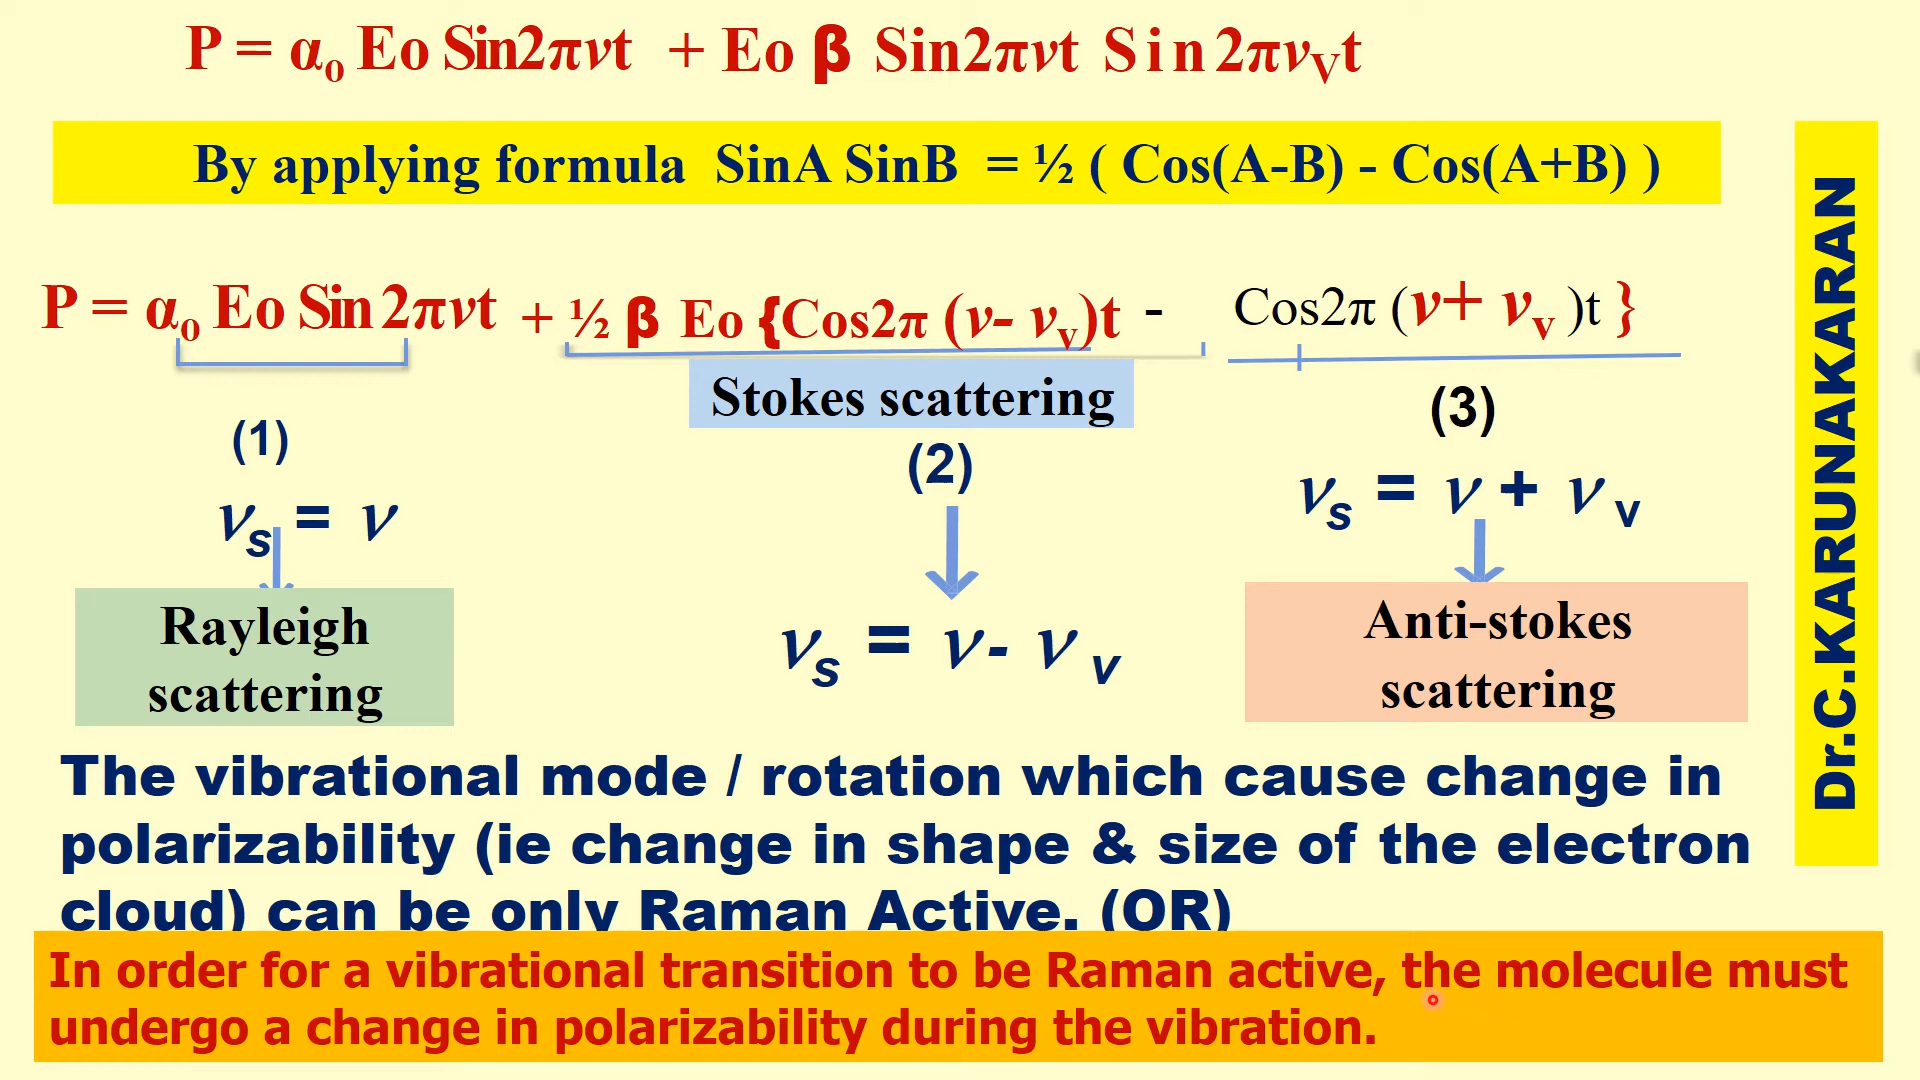 P = αₒ Eo Sin2πνt + Eo β Sin2πνt Sin 2πν_Vt
By applying formula SinA SinB = ½ ( Cos(A-B) - Cos(A+B) )
P = αₒ Eo Sin 2πνt + ½ β Eo {Cos2π (ν- νᵥ)t - Cos2π (ν+ νᵥ )t }
Stokes scattering
(1)
(2)
(3)
νₛ = ν
νₛ = ν- ν ᵥ
νₛ = ν + ν ᵥ
Rayleigh
scattering
Anti-stokes
scattering
The vibrational mode / rotation which cause change in
polarizability (ie change in shape & size of the electron
cloud) can be only Raman Active. (OR)
In order for a vibrational transition to be Raman active, the molecule must
undergo a change in polarizability during the vibration.
Dr.C.KARUNAKARAN